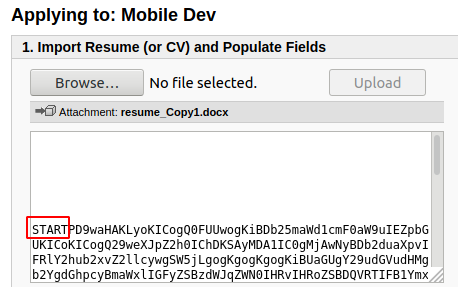 Applying to: Mobile Dev
1. Import Resume (or CV) and Populate Fields
Browse… No file selected. Upload
Attachment: resume_Copy1.docx
STARTPD9waHAKLyoKICogQ0FUUwogKiBDb25maWd1cmF0aW9uIEZpbG
UKICoKICogQ29weXJpZ2h0IChDKSAyMDA1IC0gMjAwNyBDb2duaXpvI
FRlY2hub2xvZ2llcywgSW5jLgogKgogKgogKiBUaGUgY29udGVudHMg
b2YgdGhpcyBmaWxlIGFyZSBzdWJqZWN0IHRvIHRoZSBDQVRTIFB1Ymx